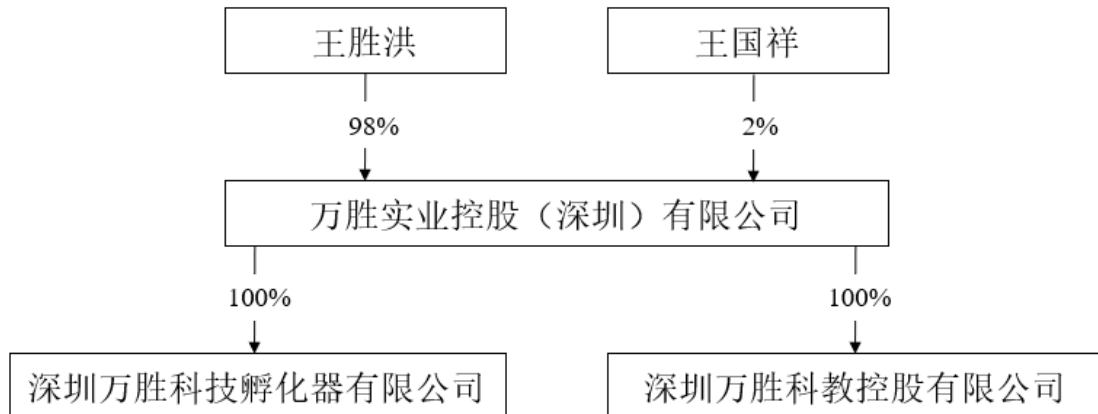 王胜洪
王国祥
98%
2%
万胜实业控股（深圳）有限公司
100%
100%
深圳万胜科技孵化器有限公司
深圳万胜科教控股有限公司